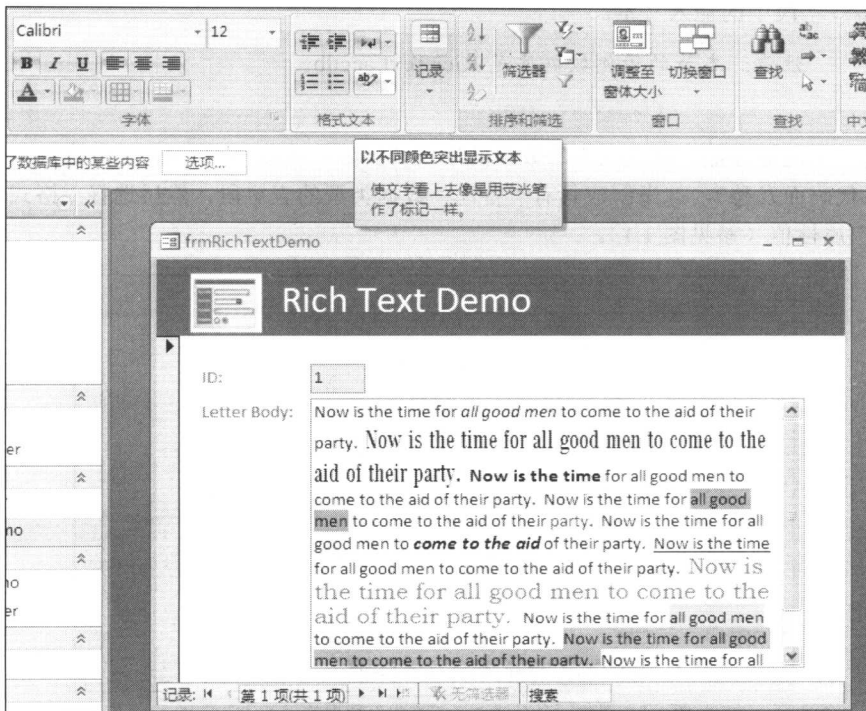 Calibri 12
B I U
A
记录
筛选器
调整至
窗体大小
切换窗口
查找
字体
格式文本
排序和筛选
窗口
查找
了数据库中的某些内容 选项...
以不同颜色突出显示文本
使文字看上去像是用荧光笔
作了标记一样。
frmRichTextDemo
Rich Text Demo
ID: 1
Letter Body:
Now is the time for all good men to come to the aid of their
party. Now is the time for all good men to come to the
aid of their party. Now is the time for all good men to
come to the aid of their party. Now is the time for all good
men to come to the aid of their party. Now is the time for all
good men to come to the aid of their party. Now is the time
for all good men to come to the aid of their party. Now is
the time for all good men to come to the
aid of their party. Now is the time for all good men
to come to the aid of their party. Now is the time for all good
men to come to the aid of their party. Now is the time for all
er
mo
er
记录: 第 1 项(共 1 项) 无筛选器 搜索